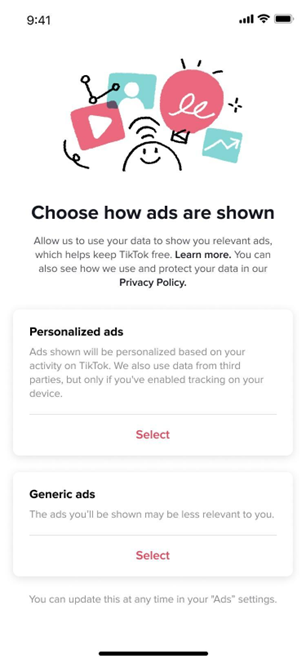 9:41
Choose how ads are shown
Allow us to use your data to show you relevant ads,
which helps keep TikTok free. Learn more. You can
also see how we use and protect your data in our
Privacy Policy.
Personalized ads
Ads shown will be personalized based on your
activity on TikTok. We also use data from third
parties, but only if you've enabled tracking on your
device.
Select
Generic ads
The ads you'll be shown may be less relevant to you.
Select
You can update this at any time in your "Ads" settings.